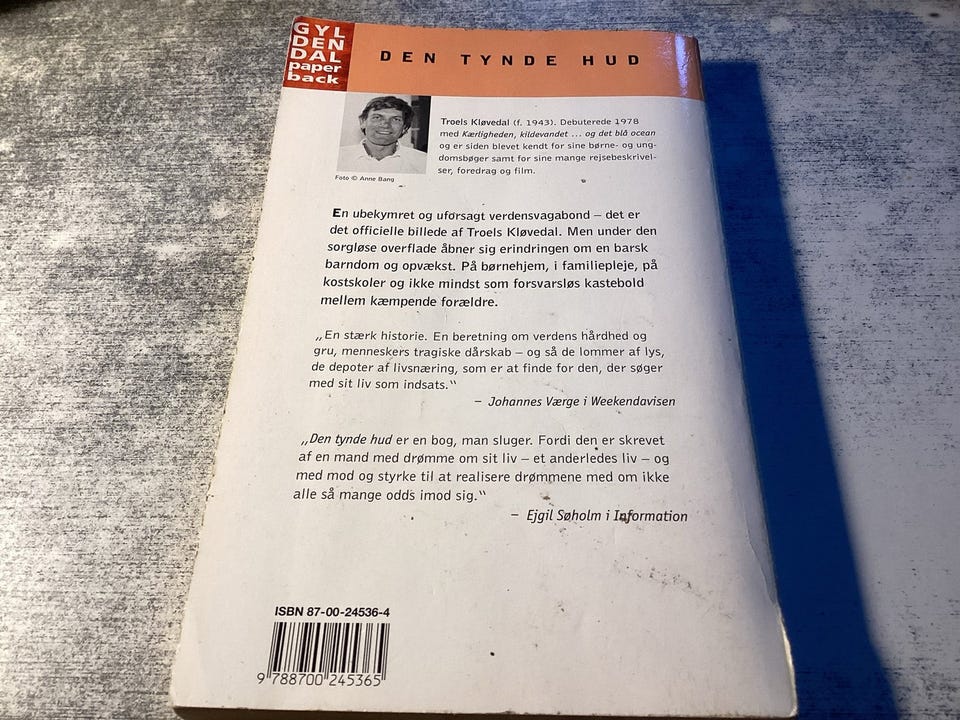 GYL
DEN
DAL
paper
back
DEN TYNDE HUD
Troels Kløvedal (f. 1943). Debuterede 1978
med Kærligheden, kildevandet ... og det blå ocean
og er siden blevet kendt for sine børne- og ung-
domsbøger samt for sine mange rejsebeskrivel-
ser, foredrag og film.
Foto © Anne Bang
En ubekymret og uforsagt verdensvagabond – det er
det officielle billede af Troels Kløvedal. Men under den
sorgløse overflade åbner sig erindringen om en barsk
barndom og opvækst. På børnehjem, i familiepleje, på
kostskoler og ikke mindst som forsvarsløs kastebold
mellem kæmpende forældre.
„En stærk historie. En beretning om verdens hårdhed og
gru, menneskers tragiske dårskab – og så de lommer af lys,
de depoter af livsnæring, som er at finde for den, der søger
med sit liv som indsats.“
– Johannes Værge i Weekendavisen
„Den tynde hud er en bog, man sluger. Fordi den er skrevet
af en mand med drømme om sit liv – et anderledes liv – og
med mod og styrke til at realisere drømmene med om ikke
alle så mange odds imod sig.“
– Ejgil Søholm i Information
ISBN 87-00-24536-4
9 788700 245365